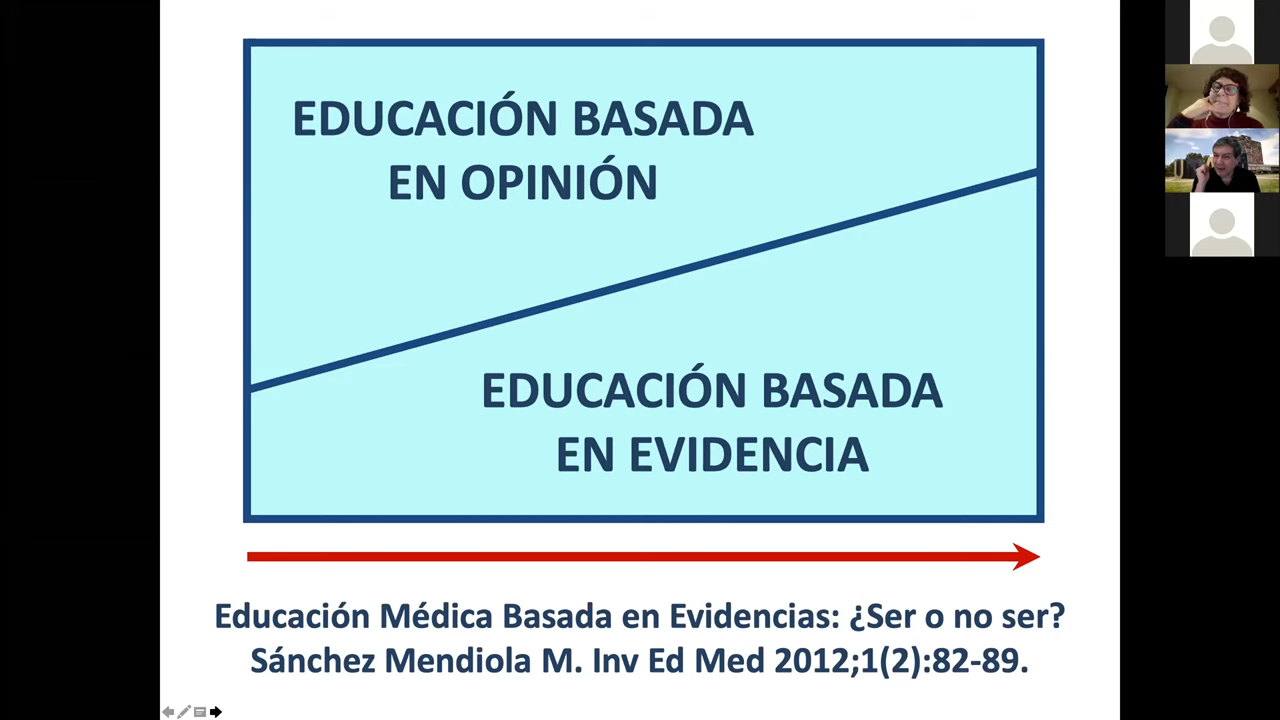 EDUCACIÓN BASADA
EN OPINIÓN
EDUCACIÓN BASADA
EN EVIDENCIA
Educación Médica Basada en Evidencias: ¿Ser o no ser?
Sánchez Mendiola M. Inv Ed Med 2012;1(2):82-89.